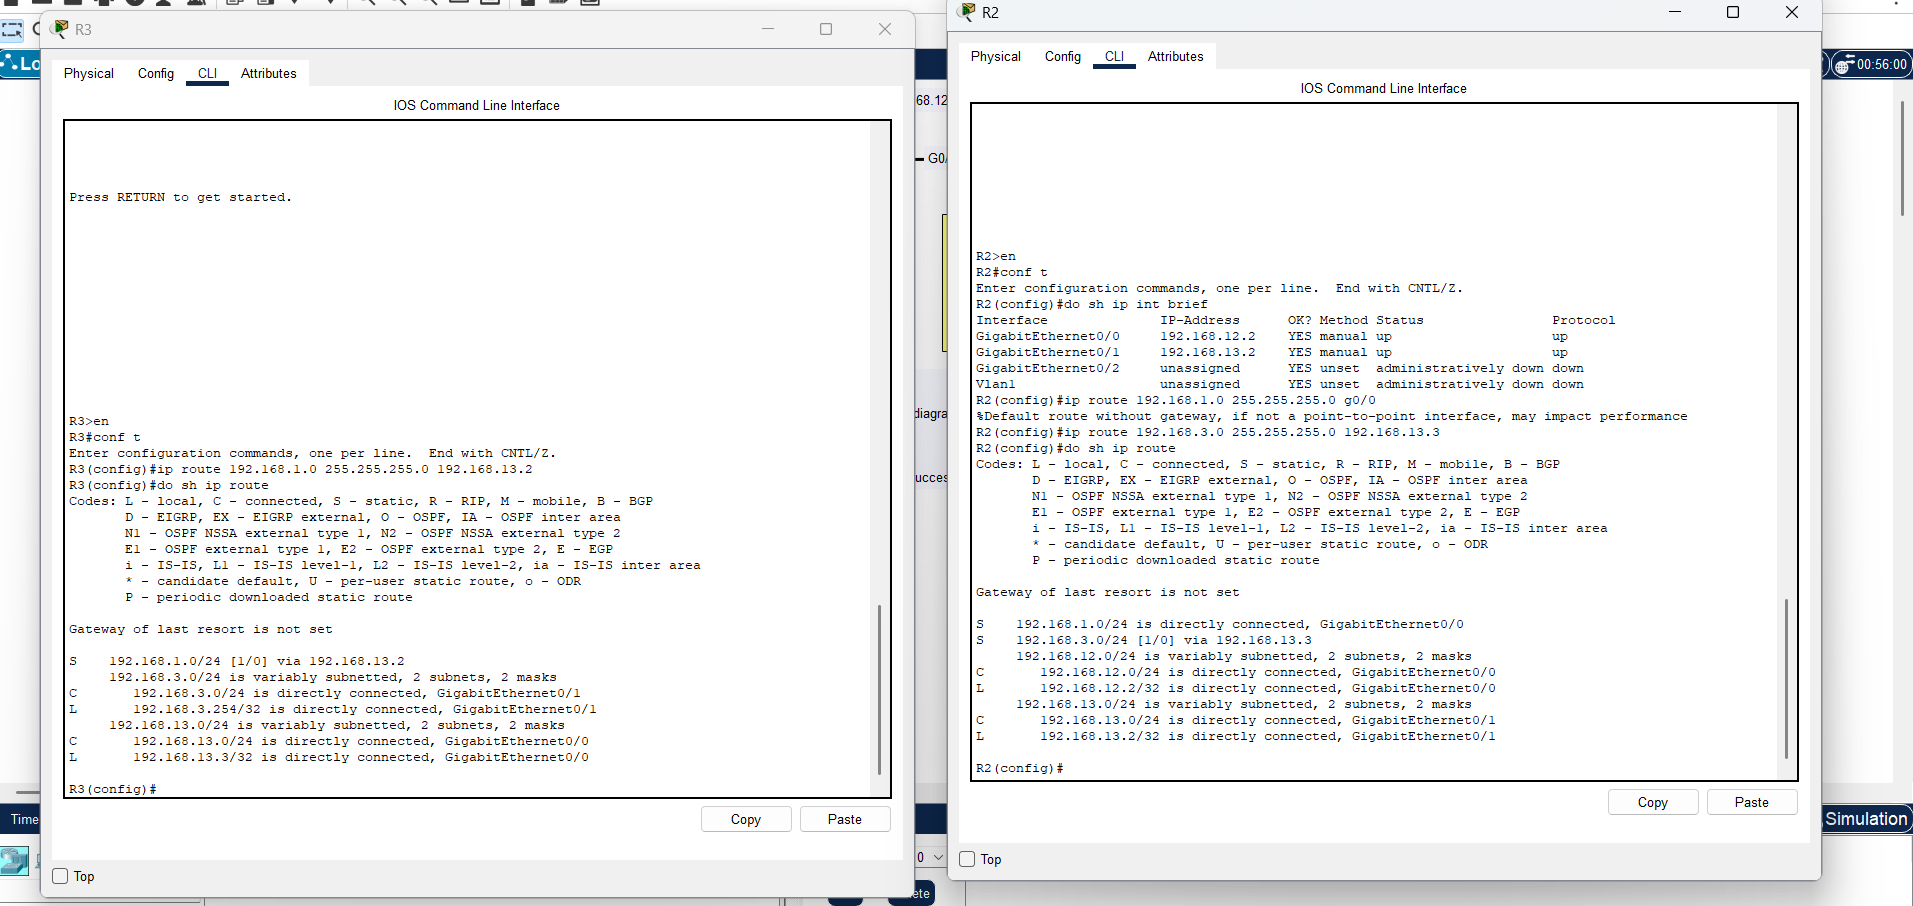 R3
Physical Config CLI Attributes
IOS Command Line Interface
Press RETURN to get started.
R3>en
R3#conf t
Enter configuration commands, one per line.  End with CNTL/Z.
R3(config)#ip route 192.168.1.0 255.255.255.0 192.168.13.2
R3(config)#do sh ip route
Codes: L - local, C - connected, S - static, R - RIP, M - mobile, B - BGP
D - EIGRP, EX - EIGRP external, O - OSPF, IA - OSPF inter area
N1 - OSPF NSSA external type 1, N2 - OSPF NSSA external type 2
E1 - OSPF external type 1, E2 - OSPF external type 2, E - EGP
i - IS-IS, L1 - IS-IS level-1, L2 - IS-IS level-2, ia - IS-IS inter area
* - candidate default, U - per-user static route, o - ODR
P - periodic downloaded static route
Gateway of last resort is not set
S    192.168.1.0/24 [1/0] via 192.168.13.2
192.168.3.0/24 is variably subnetted, 2 subnets, 2 masks
C       192.168.3.0/24 is directly connected, GigabitEthernet0/1
L       192.168.3.254/32 is directly connected, GigabitEthernet0/1
192.168.13.0/24 is variably subnetted, 2 subnets, 2 masks
C       192.168.13.0/24 is directly connected, GigabitEthernet0/0
L       192.168.13.3/32 is directly connected, GigabitEthernet0/0
R3(config)#
Copy Paste
Top
Lo
Time
68.12
G0/
diagra
ucces
0
ete
R2
Physical Config CLI Attributes
IOS Command Line Interface
R2>en
R2#conf t
Enter configuration commands, one per line.  End with CNTL/Z.
R2(config)#do sh ip int brief
Interface              IP-Address      OK? Method Status                Protocol
GigabitEthernet0/0     192.168.12.2    YES manual up                    up
GigabitEthernet0/1     192.168.13.2    YES manual up                    up
GigabitEthernet0/2     unassigned      YES unset  administratively down down
Vlan1                  unassigned      YES unset  administratively down down
R2(config)#ip route 192.168.1.0 255.255.255.0 g0/0
%Default route without gateway, if not a point-to-point interface, may impact performance
R2(config)#ip route 192.168.3.0 255.255.255.0 192.168.13.3
R2(config)#do sh ip route
Codes: L - local, C - connected, S - static, R - RIP, M - mobile, B - BGP
D - EIGRP, EX - EIGRP external, O - OSPF, IA - OSPF inter area
N1 - OSPF NSSA external type 1, N2 - OSPF NSSA external type 2
E1 - OSPF external type 1, E2 - OSPF external type 2, E - EGP
i - IS-IS, L1 - IS-IS level-1, L2 - IS-IS level-2, ia - IS-IS inter area
* - candidate default, U - per-user static route, o - ODR
P - periodic downloaded static route
Gateway of last resort is not set
S    192.168.1.0/24 is directly connected, GigabitEthernet0/0
S    192.168.3.0/24 [1/0] via 192.168.13.3
192.168.12.0/24 is variably subnetted, 2 subnets, 2 masks
C       192.168.12.0/24 is directly connected, GigabitEthernet0/0
L       192.168.12.2/32 is directly connected, GigabitEthernet0/0
192.168.13.0/24 is variably subnetted, 2 subnets, 2 masks
C       192.168.13.0/24 is directly connected, GigabitEthernet0/1
L       192.168.13.2/32 is directly connected, GigabitEthernet0/1
R2(config)#
Copy Paste
Top
00:56:00
Simulation